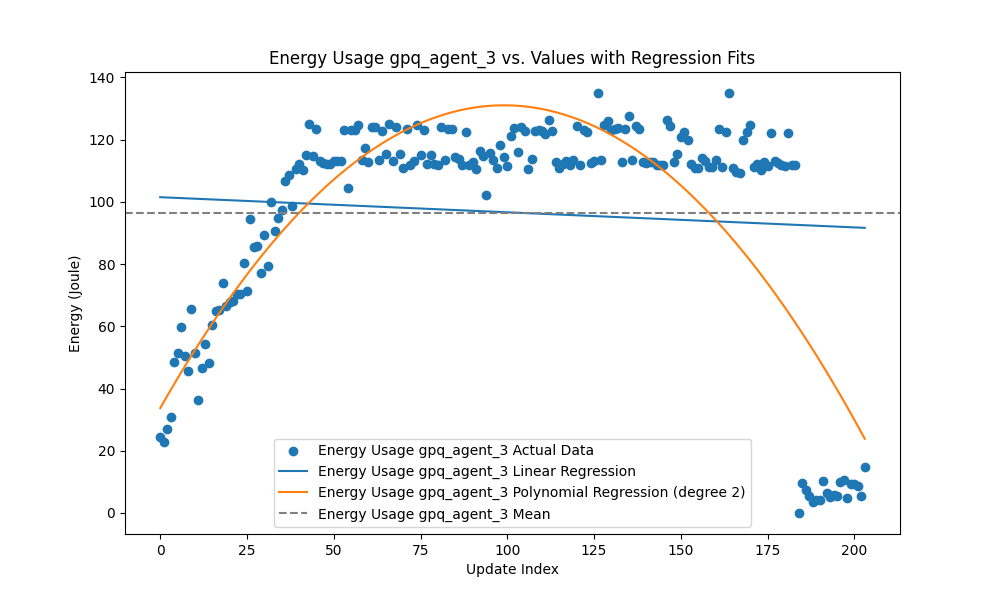 Energy Usage gpq_agent_3 vs. Values with Regression Fits
Energy (Joule)
140
120
100
80
60
40
20
0
Energy Usage gpq_agent_3 Actual Data
Energy Usage gpq_agent_3 Linear Regression
Energy Usage gpq_agent_3 Polynomial Regression (degree 2)
Energy Usage gpq_agent_3 Mean
0 25 50 75 100 125 150 175 200
Update Index